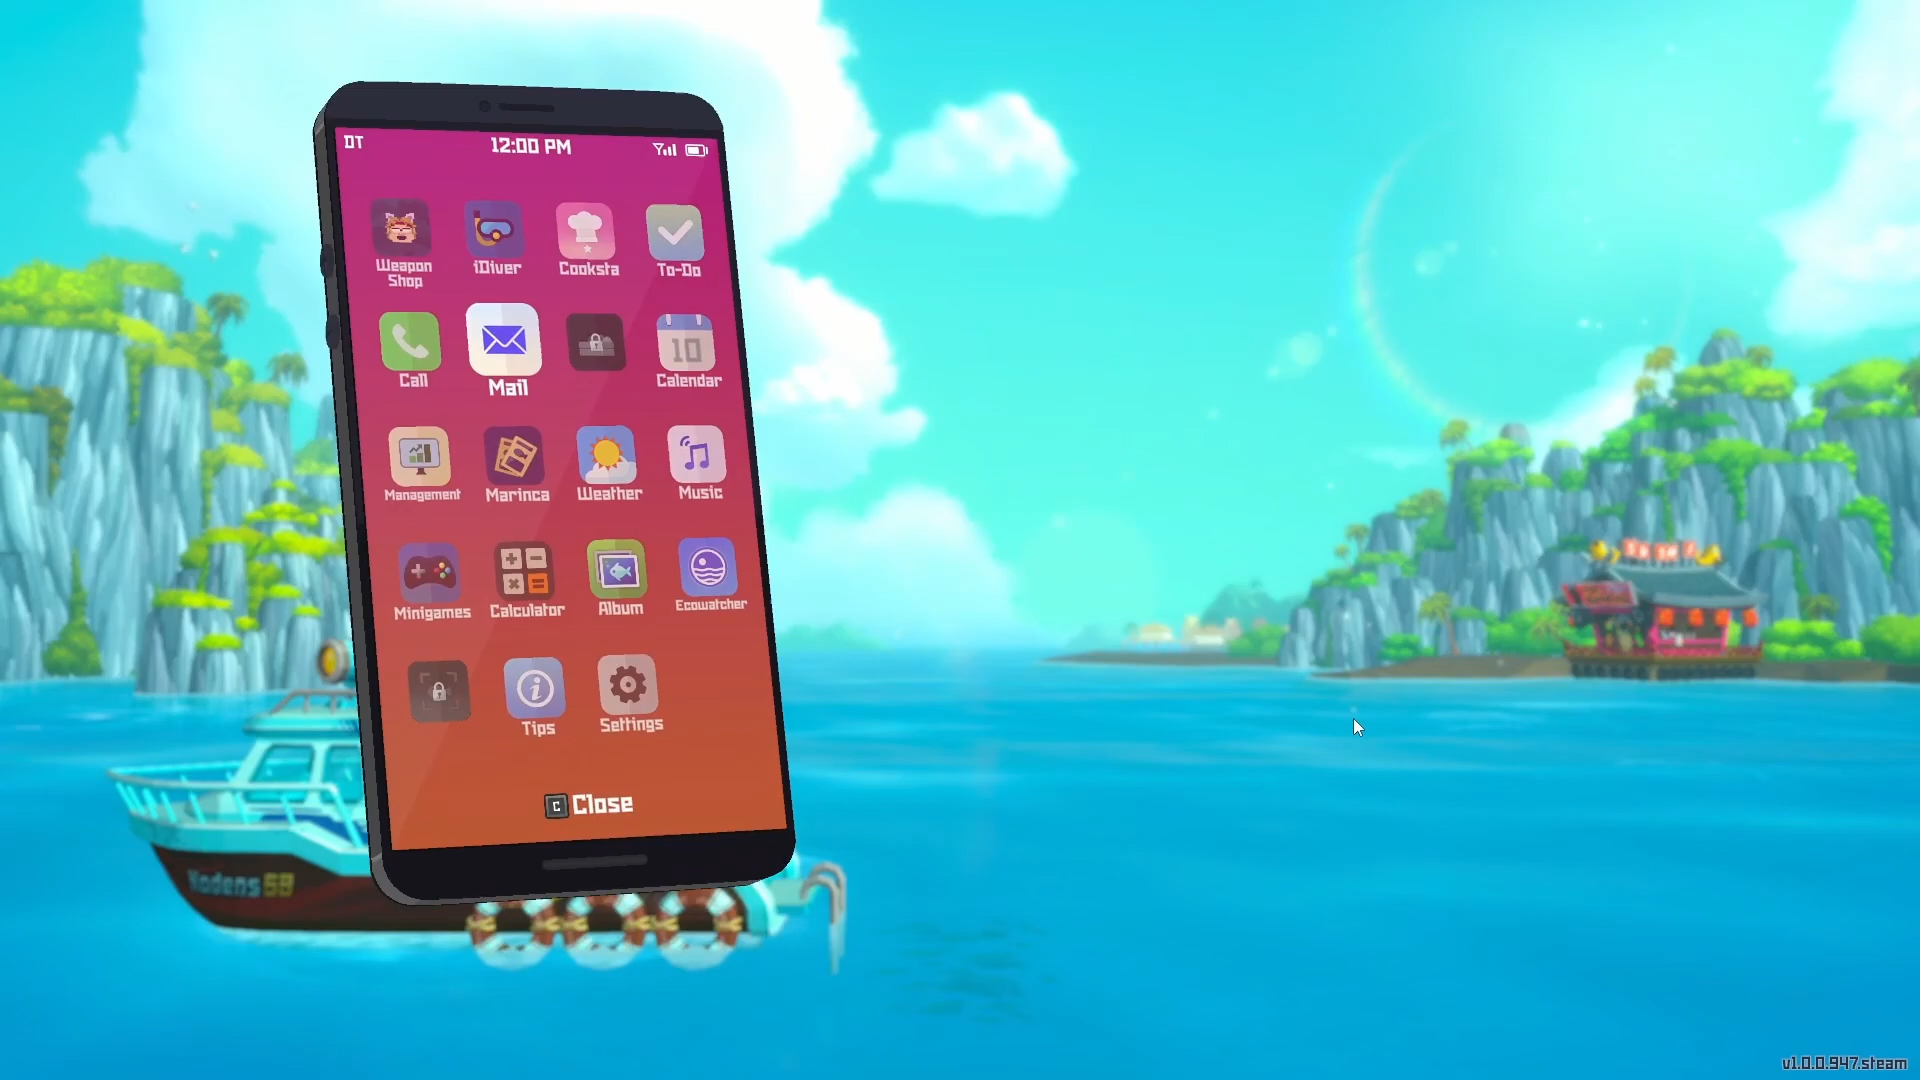 DT
12:00 PM
Weapon
Shop
iDiver
Cooksta
To-Do
Call
Mail
10
Calendar
Management
Marinca
Weather
Music
Minigames
Calculator
Album
Ecowatcher
Tips
Settings
C Close
v1.0.0.947.steam